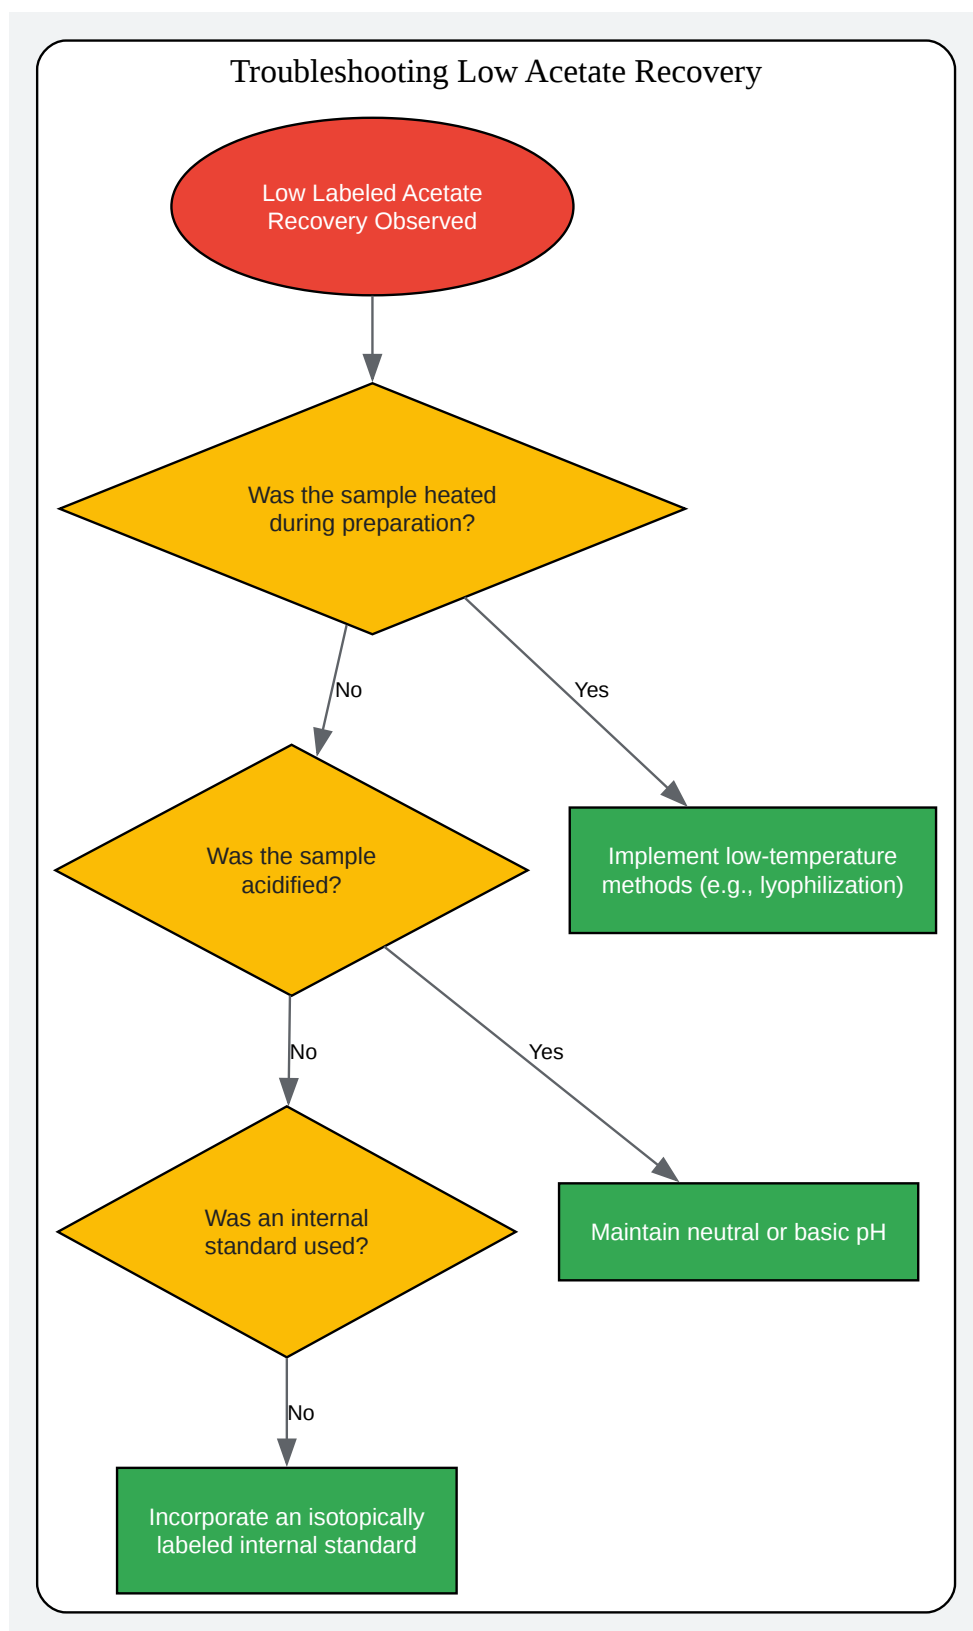 Troubleshooting Low Acetate Recovery
Low Labeled Acetate
Recovery Observed
Was the sample heated
during preparation?
No
Yes
Was the sample
acidified?
Implement low-temperature
methods (e.g., lyophilization)
No
Yes
Was an internal
standard used?
Maintain neutral or basic pH
No
Incorporate an isotopically
labeled internal standard